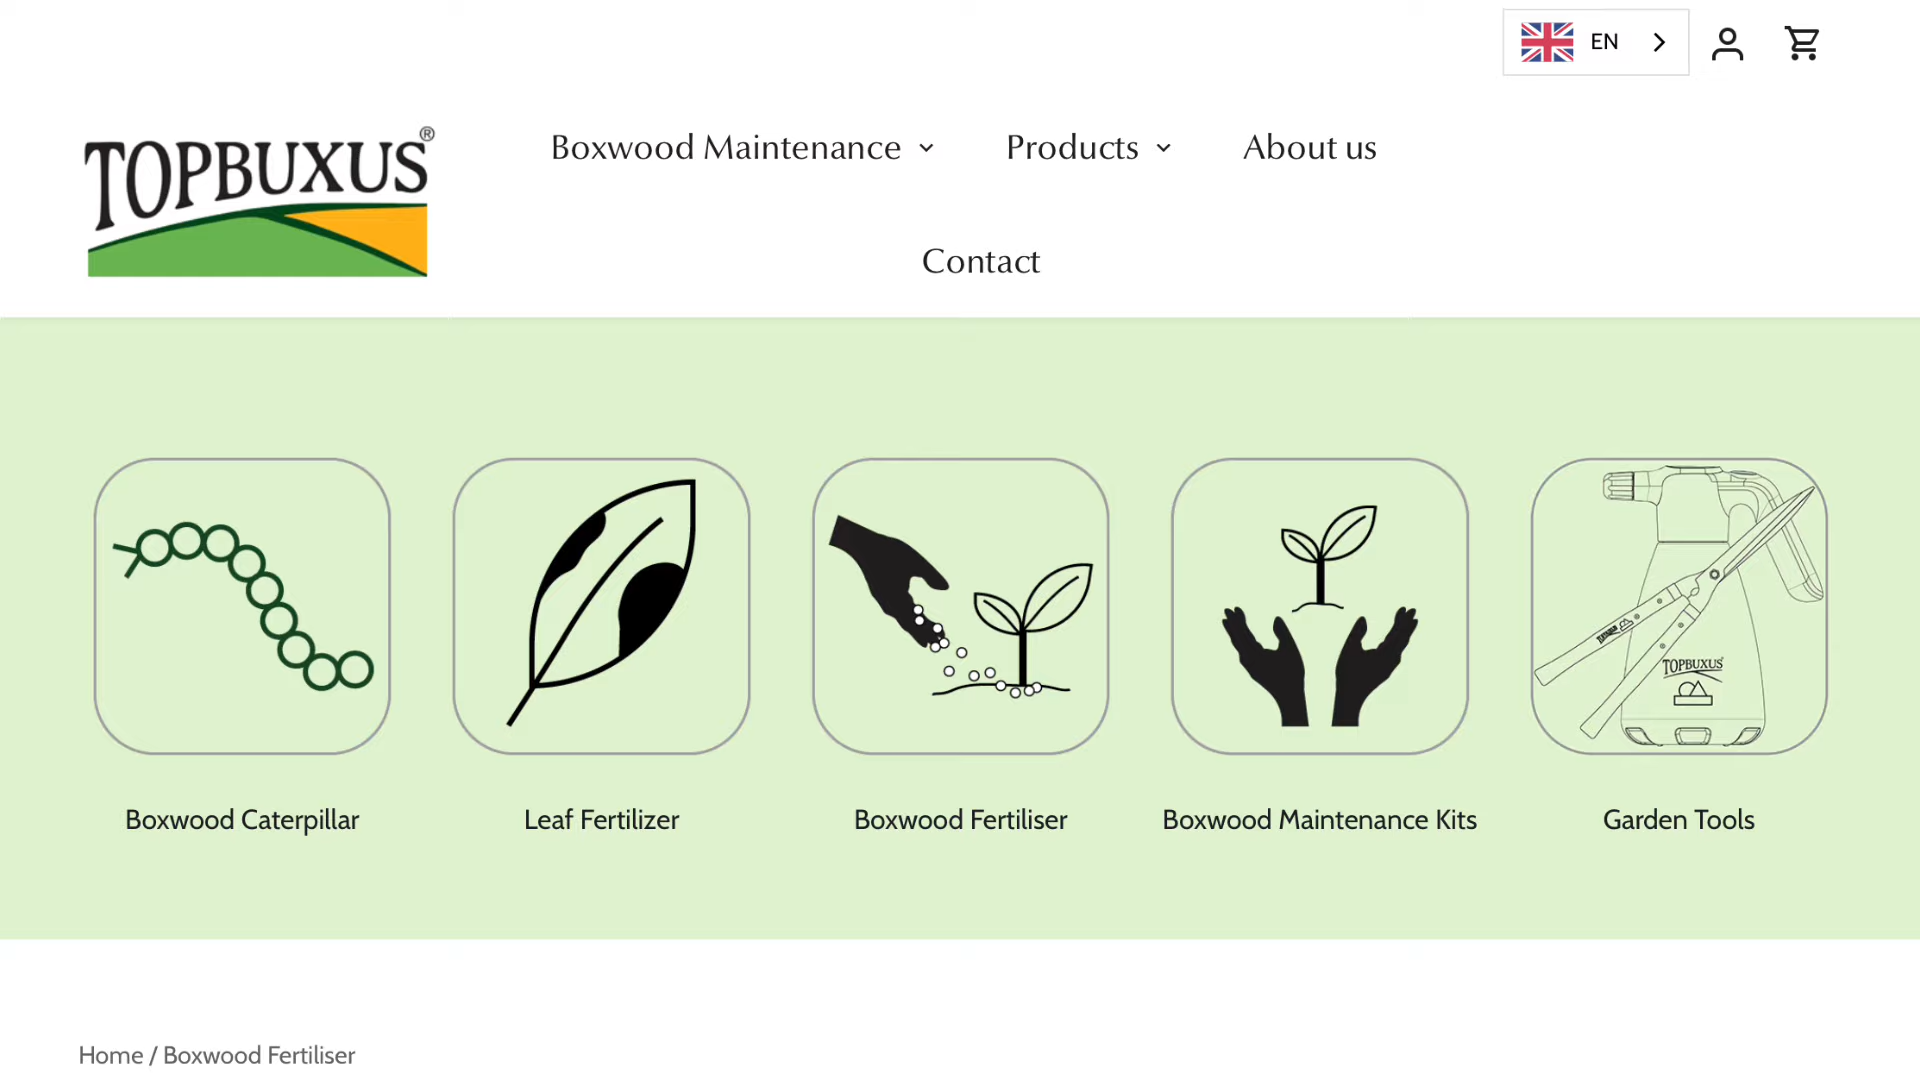 EN
TOPBUXUS®
Boxwood Maintenance
Products
About us
Contact
TOPBUXUS
Boxwood Caterpillar
Leaf Fertilizer
Boxwood Fertiliser
Boxwood Maintenance Kits
Garden Tools
Home / Boxwood Fertiliser